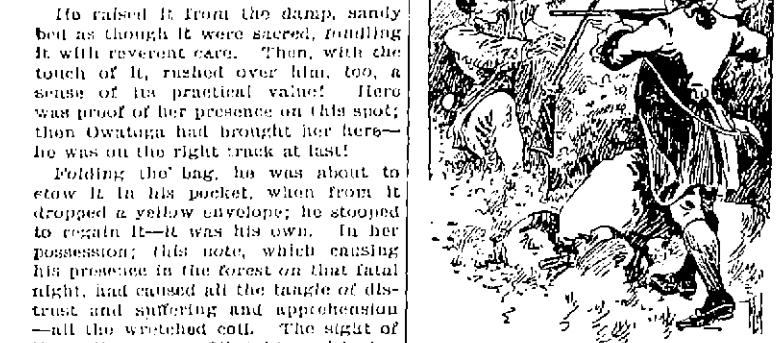 He raised it from the damp, sandy
bed as though it were sacred, fondling
it with reverent care. Then, with the
touch of it, rushed over him, too, a
sense of its practical value! Here
was proof of her presence on this spot;
then Owatoga had brought her here—
he was on the right track at last!
Folding the bag, he was about to
stow it in his pocket, when from it
dropped a yellow envelope; he stooped
to regain it—it was his own. In her
possession; this note, which causing
his presence in the forest on that fatal
night, had caused all the tangle of dis-
trust and suffering and apprehension
—all the wretched coil. The sight of